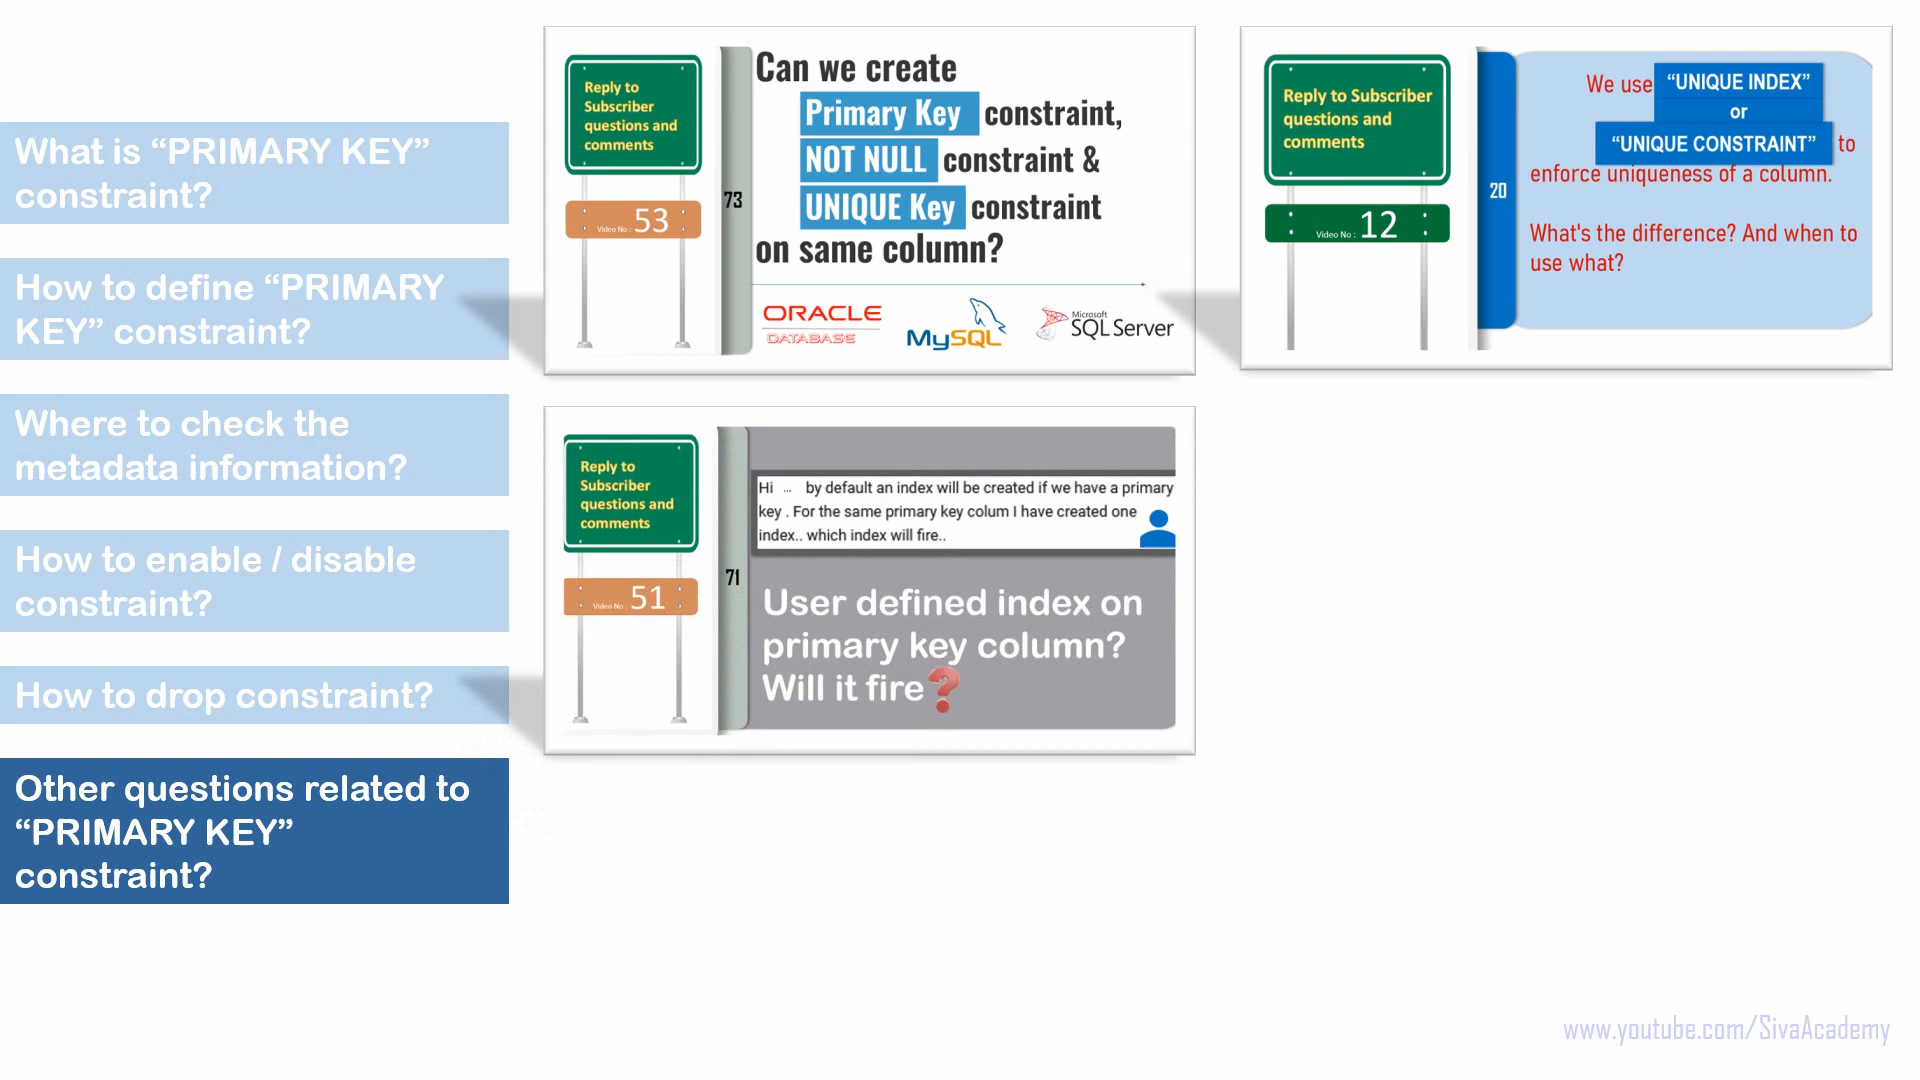 What is “PRIMARY KEY”
constraint?
How to define “PRIMARY
KEY” constraint?
Where to check the
metadata information?
How to enable / disable
constraint?
How to drop constraint?
Other questions related to
“PRIMARY KEY”
constraint?
Reply to
Subscriber
questions and
comments
Video No : 53
73
Can we create
Primary Key constraint,
NOT NULL constraint &
UNIQUE Key constraint
on same column?
ORACLE
DATABASE
MySQL
Microsoft
SQL Server
Reply to Subscriber
questions and
comments
Video No : 12
20
We use “UNIQUE INDEX”
or
“UNIQUE CONSTRAINT” to
enforce uniqueness of a column.
What's the difference? And when to
use what?
Reply to
Subscriber
questions and
comments
Video No : 51
71
Hi ... by default an index will be created if we have a primary
key . For the same primary key colum I have created one
index.. which index will fire..
User defined index on
primary key column?
Will it fire?
www.youtube.com/SivaAcademy